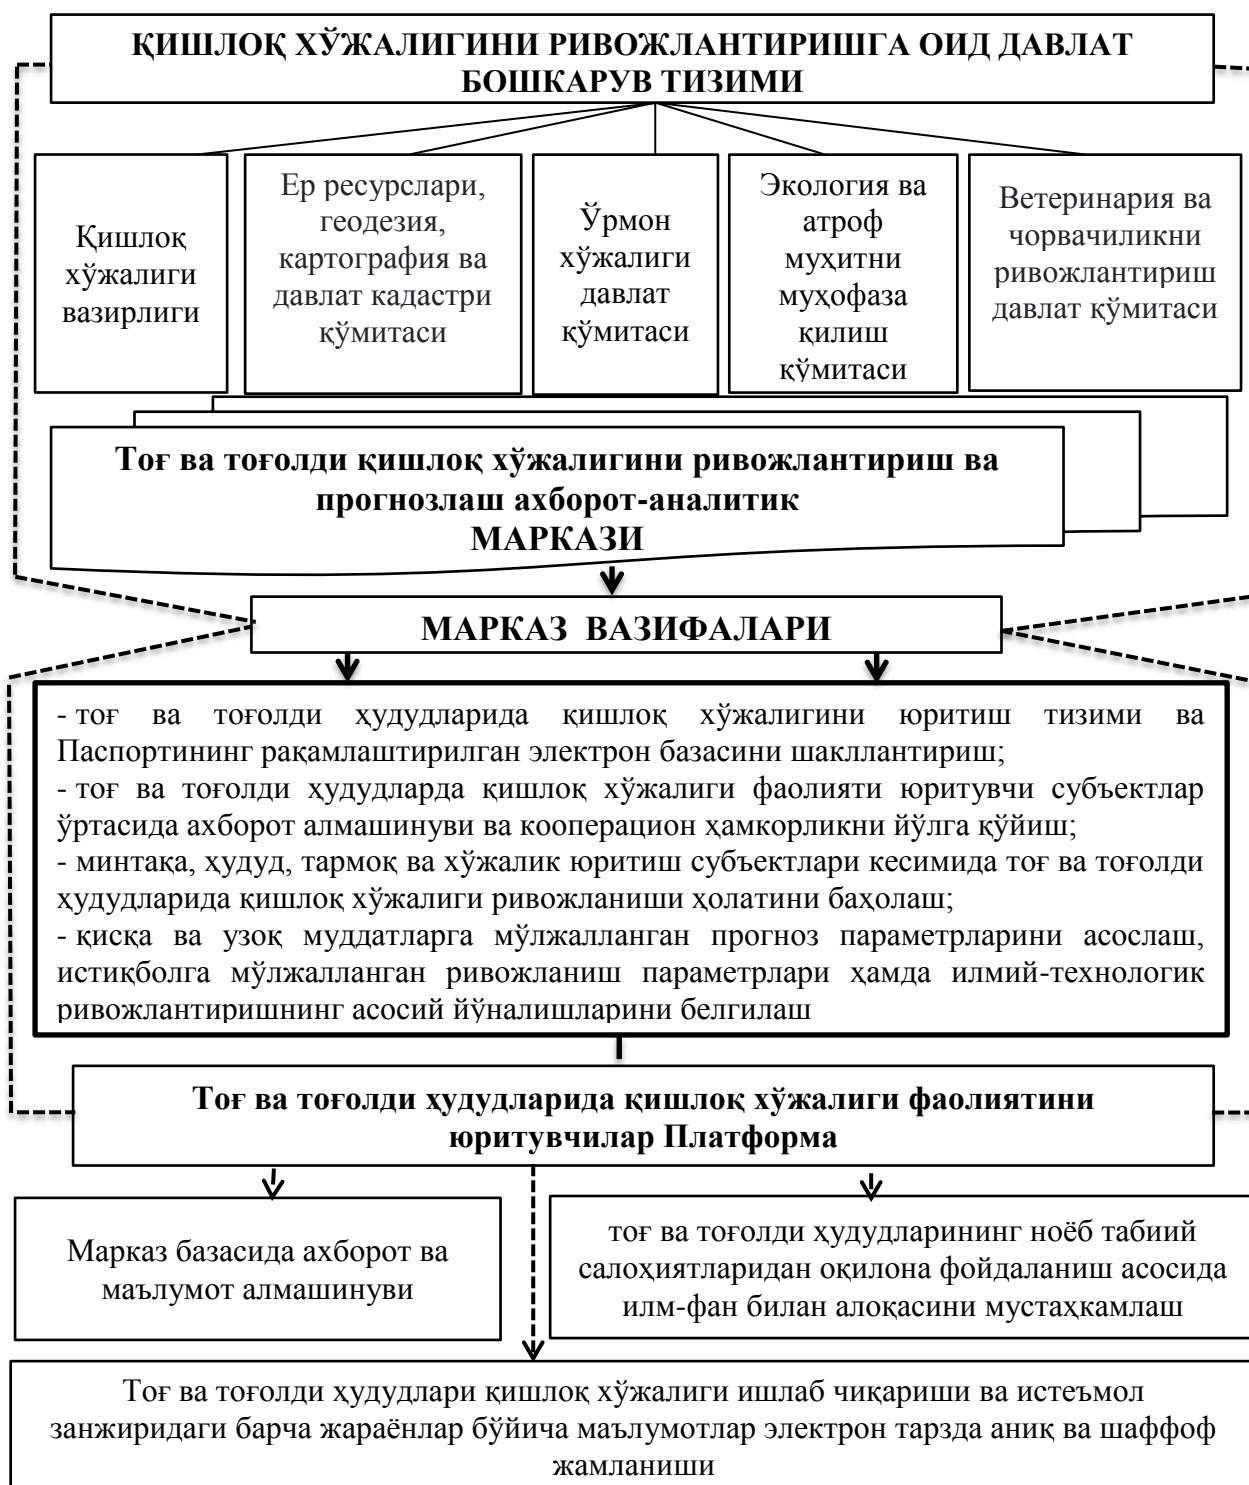 ҚИШЛОҚ ХЎЖАЛИГИНИ РИВОЖЛАНТИРИШГА ОИД ДАВЛАТ
БОШКАРУВ ТИЗИМИ
Қишлоқ
хўжалиги
вазирлиги
Ер ресурслари,
геодезия,
картография ва
давлат кадастри
қўмитаси
Ўрмон
хўжалиги
давлат
қўмитаси
Экология ва
атроф
муҳитни
муҳофаза
қилиш
қўмитаси
Ветеринария ва
чорвачиликни
ривожлантириш
давлат қўмитаси
Тоғ ва тоғолди қишлоқ хўжалигини ривожлантириш ва
прогнозлаш ахборот-аналитик
МАРКАЗИ
МАРКАЗ ВАЗИФАЛАРИ
- тоғ ва тоғолди ҳудудларида қишлоқ хўжалигини юритиш тизими ва
Паспортининг рақамлаштирилган электрон базасини шакллантириш;
- тоғ ва тоғолди ҳудудларда қишлоқ хўжалиги фаолияти юритувчи субъектлар
ўртасида ахборот алмашинуви ва кооперацион ҳамкорликни йўлга қўйиш;
- минтақа, ҳудуд, тармоқ ва хўжалик юритиш субъектлари кесимида тоғ ва тоғолди
ҳудудларида қишлоқ хўжалиги ривожланиши ҳолатини баҳолаш;
- қисқа ва узоқ муддатларга мўлжалланган прогноз параметрларини асослаш,
истиқболга мўлжалланган ривожланиш параметрлари ҳамда илмий-технологик
ривожлантиришнинг асосий йўналишларини белгилаш
Тоғ ва тоғолди ҳудудларида қишлоқ хўжалиги фаолиятини
юритувчилар Платформа
Марказ базасида ахборот ва
маълумот алмашинуви
тоғ ва тоғолди ҳудудларининг ноёб табиий
салоҳиятларидан оқилона фойдаланиш асосида
илм-фан билан алоқасини мустаҳкамлаш
Тоғ ва тоғолди ҳудудлари қишлоқ хўжалиги ишлаб чиқариши ва истеъмол
занжиридаги барча жараёнлар бўйича маълумотлар электрон тарзда аниқ ва шаффоф
жамланиши